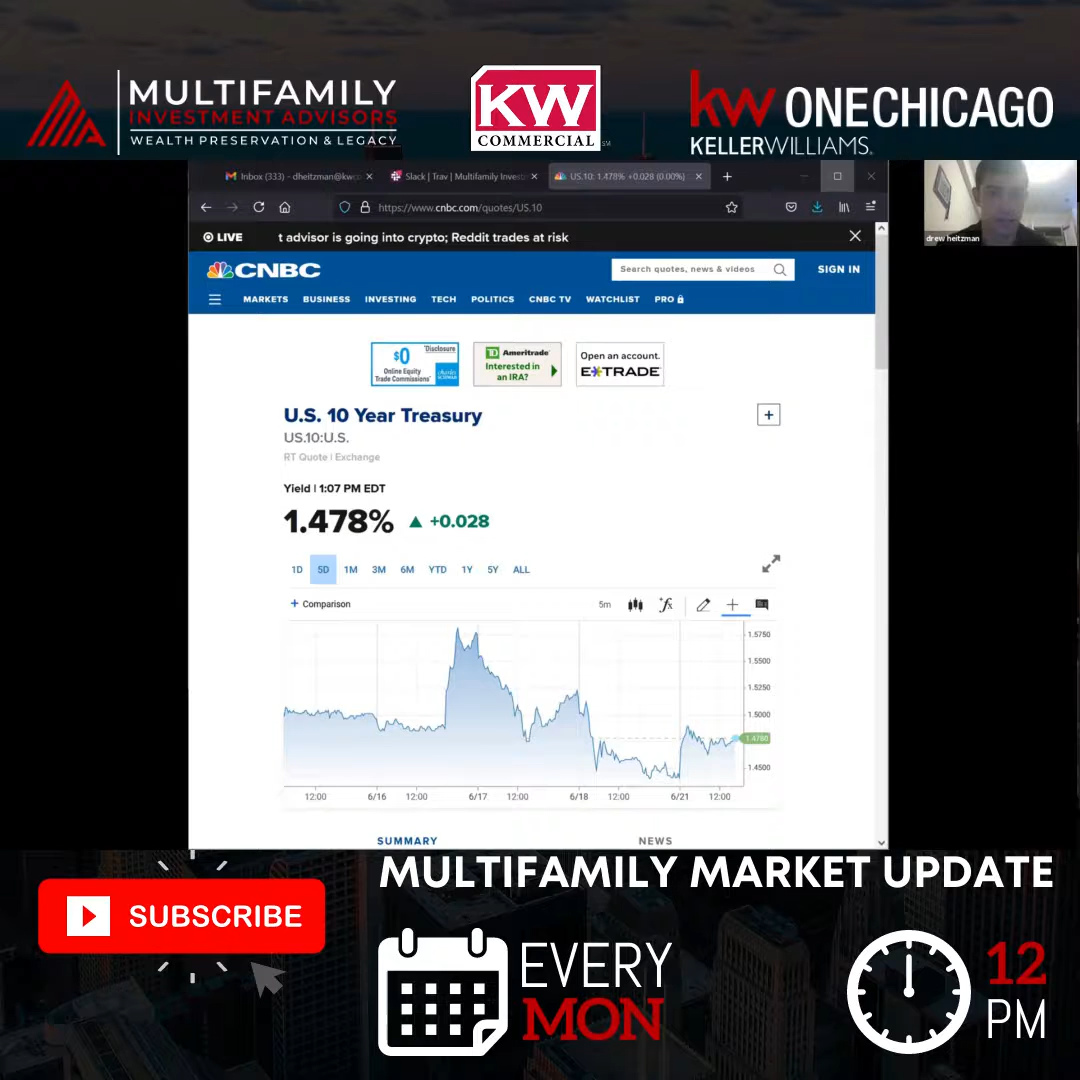 MULTIFAMILY
INVESTMENT ADVISORS
WEALTH PRESERVATION & LEGACY
KW
COMMERCIAL
SM
kw ONECHICAGO
KELLERWILLIAMS.
Inbox (333) - dheitzman@kwc
Slack | Trav | Multifamily Invest
US.10: 1.478% +0.028 (0.00%)
https://www.cnbc.com/quotes/US.10
drew heitzman
LIVE
t advisor is going into crypto; Reddit trades at risk
CNBC
Search quotes, news & videos
SIGN IN
MARKETS BUSINESS INVESTING TECH POLITICS CNBC TV WATCHLIST PRO
$0
Disclosure
Online Equity
Trade Commissions*
charles
SCHWAB
TD Ameritrade
Interested in
an IRA?
Open an account.
E*TRADE
U.S. 10 Year Treasury
US.10:U.S.
RT Quote | Exchange
Yield | 1:07 PM EDT
1.478% ▲ +0.028
1D 5D 1M 3M 6M YTD 1Y 5Y ALL
+ Comparison
5m
1.5750
1.5500
1.5250
1.5000
1.4780
1.4500
12:00 6/16 12:00 6/17 12:00 6/18 12:00 6/21 12:00
SUMMARY
NEWS
SUBSCRIBE
MULTIFAMILY MARKET UPDATE
EVERY
MON
12
PM